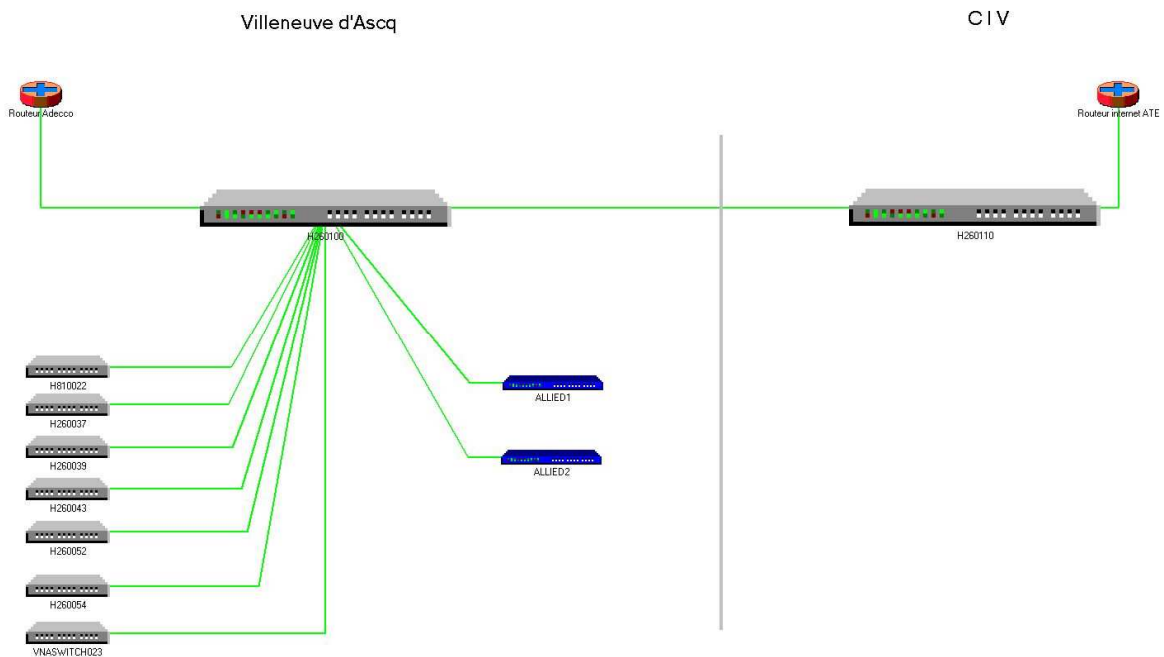 Villeneuve d'Ascq
C I V
Routeur Adecco
Routeur internet ATE
H260100
H260110
H810022
H260037
H260039
H260043
H260052
H260054
VNASWITCH023
ALLIED1
ALLIED2